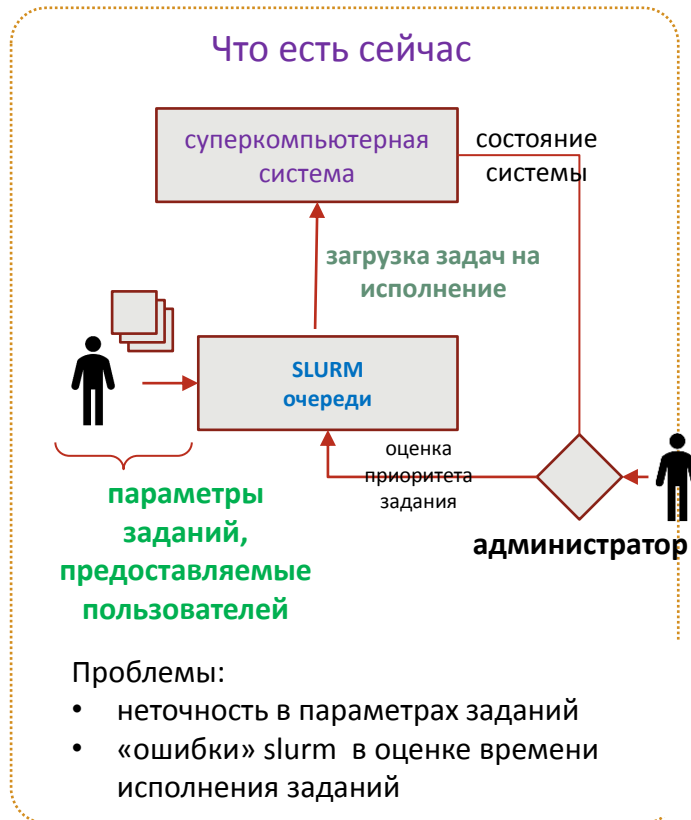 Что есть сейчас
суперкомпьютерная
система
состояние
системы
загрузка задач на
исполнение
SLURM
очереди
оценка
приоритета
задания
администратор
параметры
заданий,
предоставляемые
пользователей
Проблемы:
• неточность в параметрах заданий
• «ошибки» slurm в оценке времени
исполнения заданий